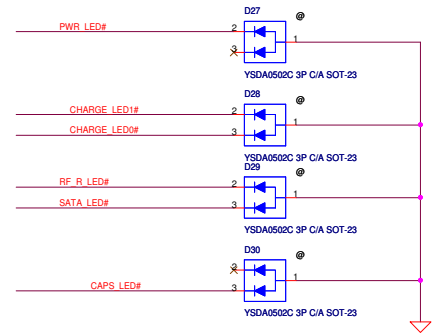 D27
@
PWR_LED#
2
1
3
YSDA0502C 3P C/A SOT-23
D28
@
CHARGE_LED1#
2
1
CHARGE_LED0#
3
YSDA0502C 3P C/A SOT-23
D29
@
RF_R_LED#
2
1
SATA_LED#
3
YSDA0502C 3P C/A SOT-23
D30
@
2
1
CAPS_LED#
3
YSDA0502C 3P C/A SOT-23